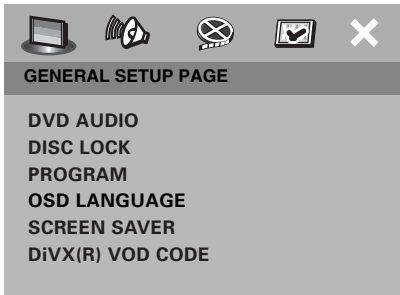 GENERAL SETUP PAGE
DVD AUDIO
DISC LOCK
PROGRAM
OSD LANGUAGE
SCREEN SAVER
DiVX(R) VOD CODE